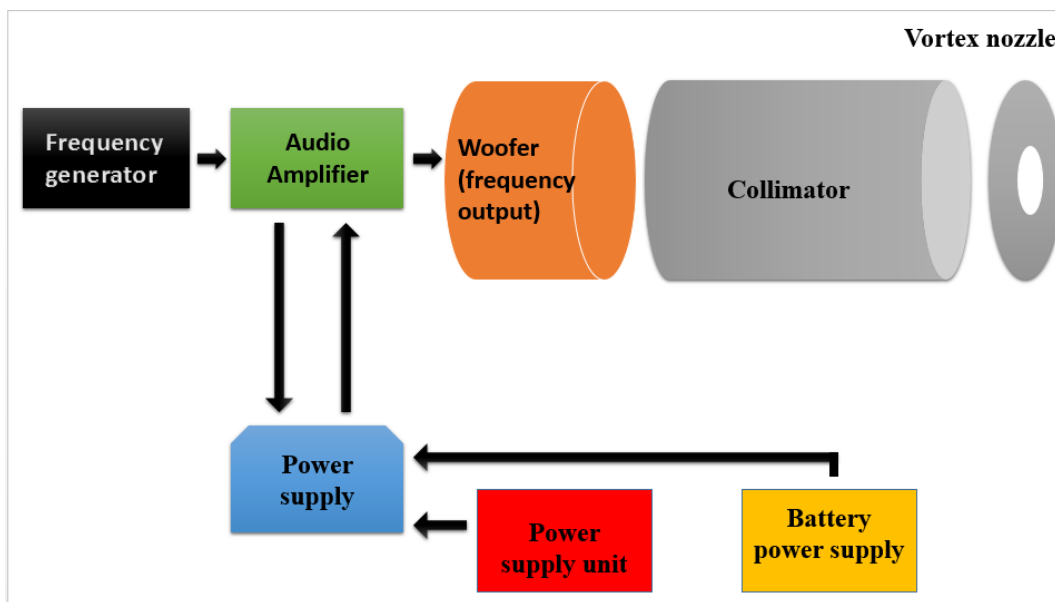 Vortex nozzle
Frequency
generator
Audio
Amplifier
Woofer
(frequency
output)
Collimator
Power
supply
Power
supply unit
Battery
power supply